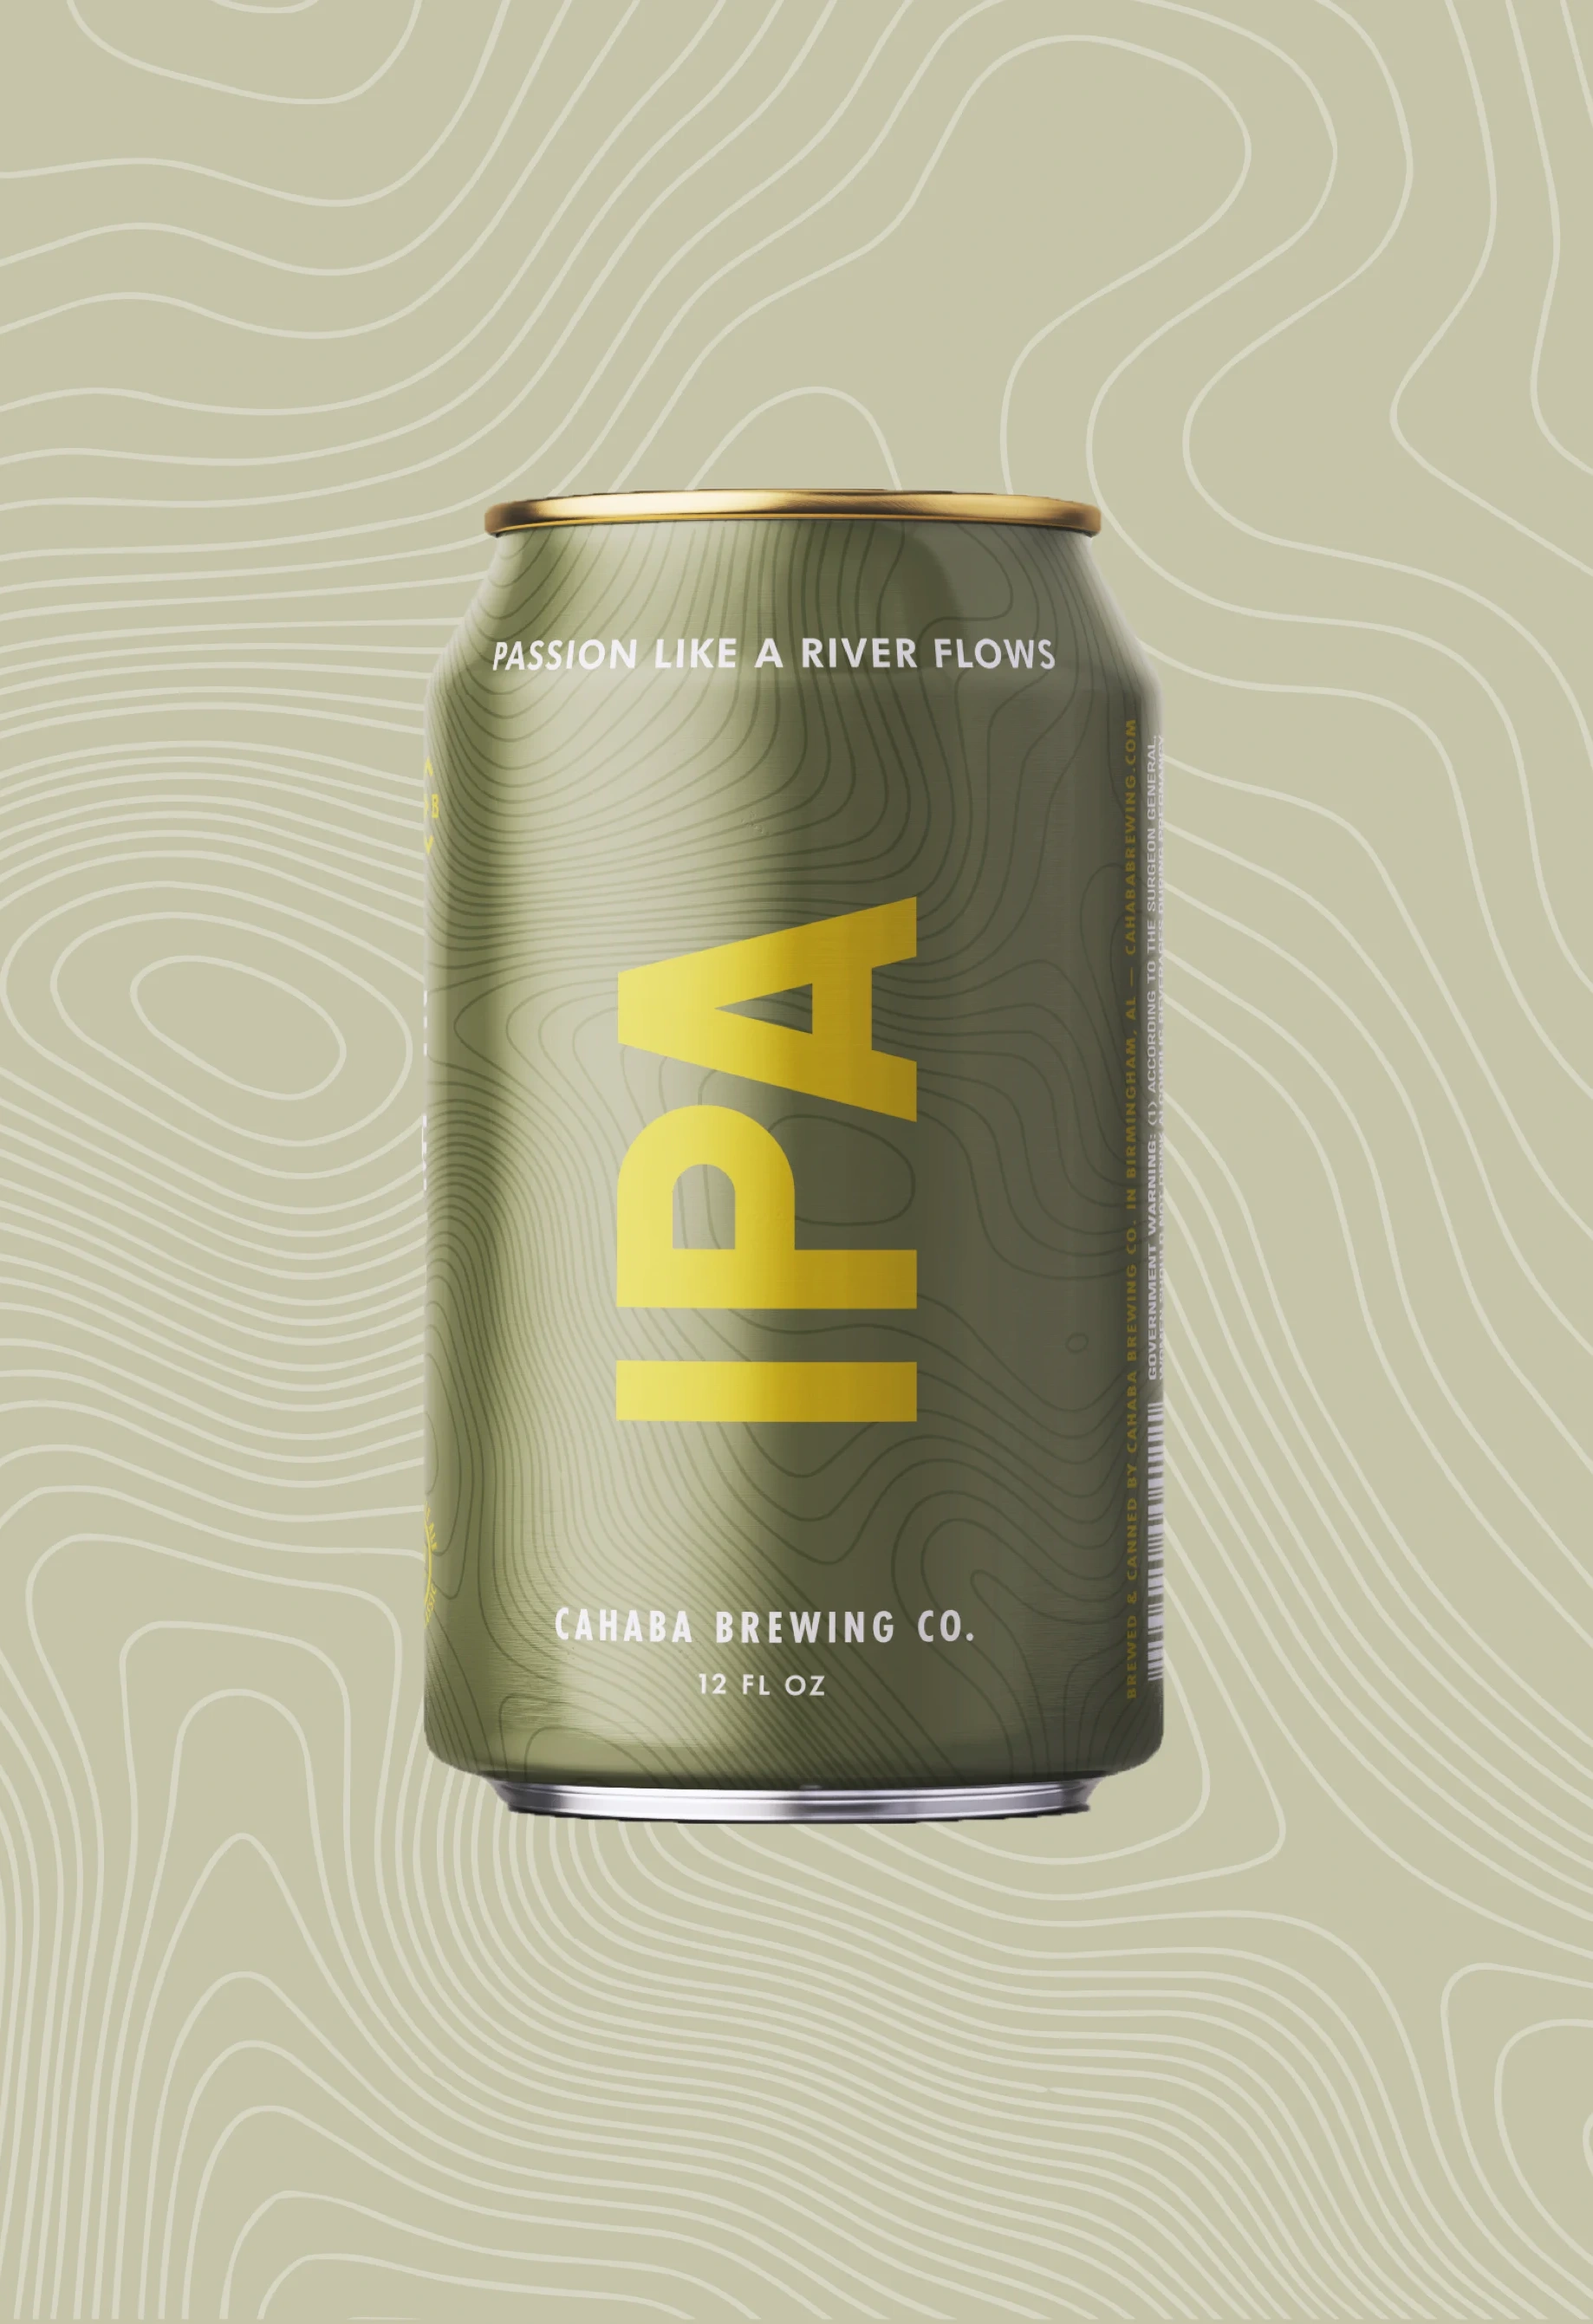 PASSION LIKE A RIVER FLOWS
IPA
CAHABA BREWING CO.
12 FL OZ
BREWED & CANNED BY CAHABA BREWING CO. IN BIRMINGHAM, AL — CAHABABREWING.COM
GOVERNMENT WARNING: (1) ACCORDING TO THE SURGEON GENERAL,